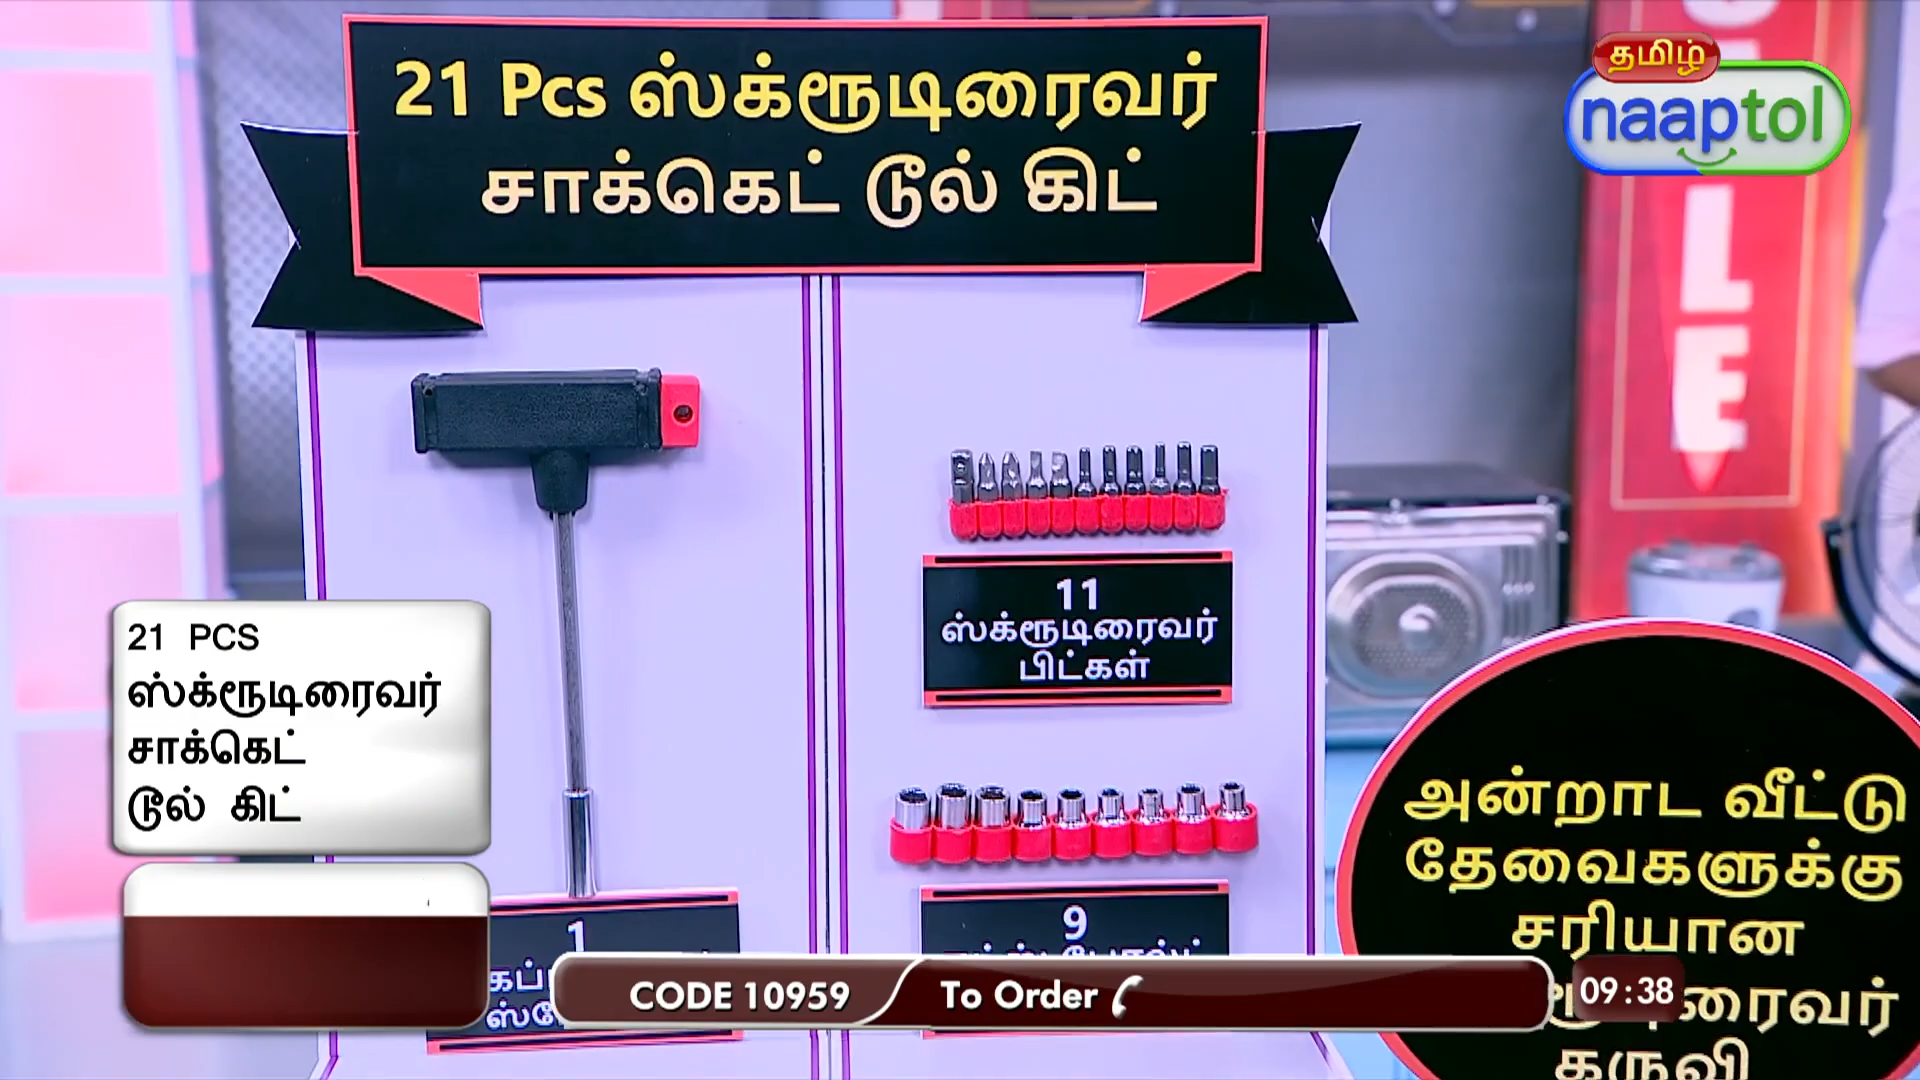 21 Pcs ஸ்க்ரூடிரைவர்
சாக்கெட் டூல் கிட்
தமிழ்
naaptol
LE
11
ஸ்க்ரூடிரைவர்
பிட்கள்
21 PCS
ஸ்க்ரூடிரைவர்
சாக்கெட்
டூல் கிட்
1
9
அன்றாட வீட்டு
தேவைகளுக்கு
சரியான
கருவி
CODE 10959
To Order
09:38